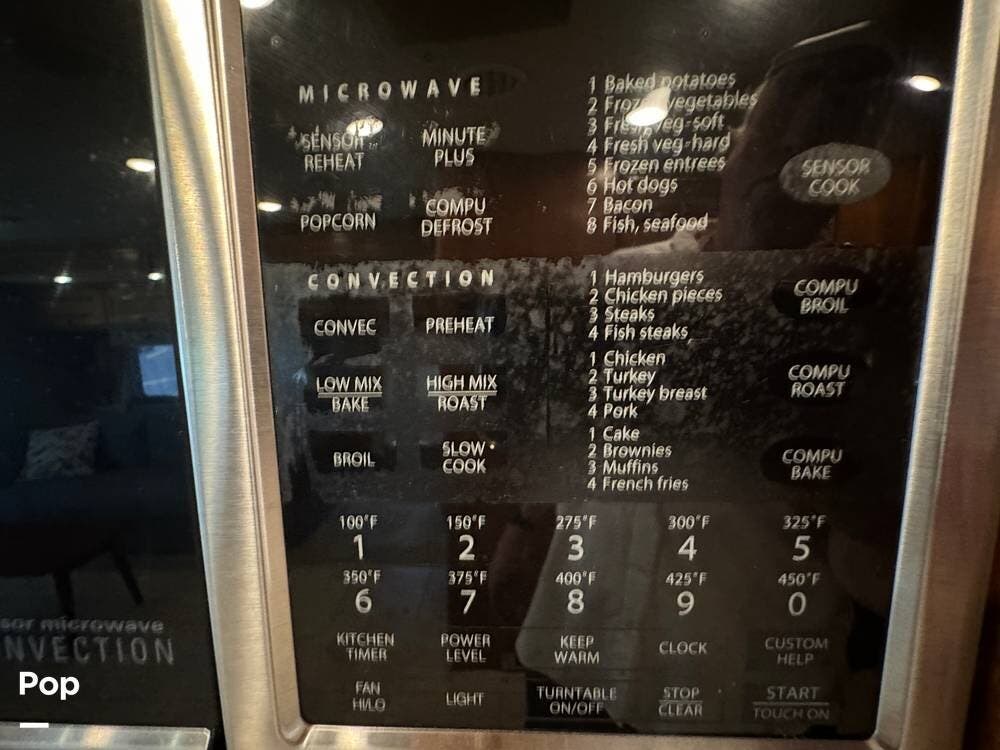 MICROWAVE
SENSOR
REHEAT
MINUTE
PLUS
POPCORN
COMPU
DEFROST
1 Baked potatoes
2 Frozen vegetables
3 Fresh veg-soft
4 Fresh veg-hard
5 Frozen entrees
6 Hot dogs
7 Bacon
8 Fish, seafood
SENSOR
COOK
CONVECTION
CONVEC
PREHEAT
LOW MIX
BAKE
HIGH MIX
ROAST
BROIL
SLOW
COOK
1 Hamburgers
2 Chicken pieces
3 Steaks
4 Fish steaks
COMPU
BROIL
1 Chicken
2 Turkey
3 Turkey breast
4 Pork
COMPU
ROAST
1 Cake
2 Brownies
3 Muffins
4 French fries
COMPU
BAKE
100°F 150°F 275°F 300°F 325°F
1 2 3 4 5
350°F 375°F 400°F 425°F 450°F
6 7 8 9 0
KITCHEN
TIMER
POWER
LEVEL
KEEP
WARM
CLOCK
CUSTOM
HELP
FAN
HI/LO
LIGHT
TURNTABLE
ON/OFF
STOP
CLEAR
START
TOUCH ON
sor microwave
NVECTION
Pop